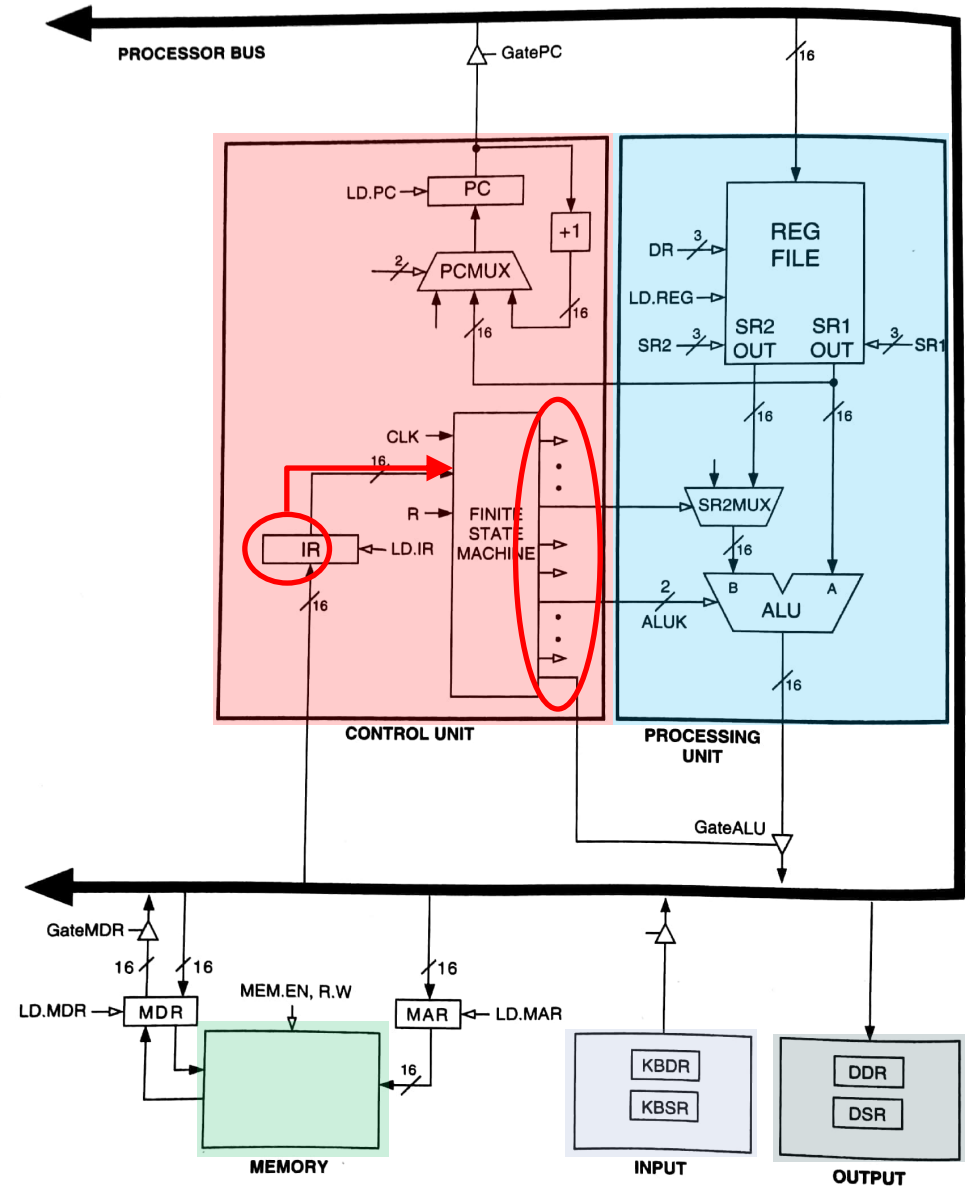 PROCESSOR BUS
GatePC
16
LD.PC
PC
+1
2
PCMUX
16
16
REG
FILE
DR
3
LD.REG
SR2
3
SR2
OUT
SR1
OUT
3
SR1
16
16
CLK
16.
R
FINITE
STATE
MACHINE
IR
LD.IR
16
SR2MUX
16
B
A
ALU
2
ALUK
16
CONTROL UNIT
PROCESSING
UNIT
GateALU
GateMDR
16
16
16
LD.MDR
MDR
MEM.EN, R.W
MAR
LD.MAR
16
KBDR
KBSR
DDR
DSR
MEMORY
INPUT
OUTPUT